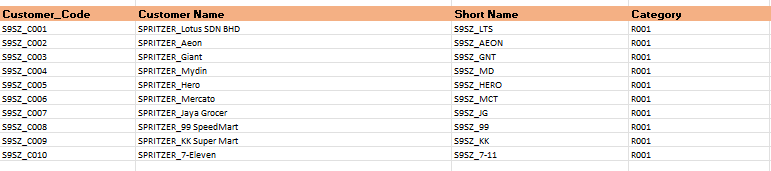 Customer_Code Customer Name Short Name Category
S9SZ_C001 SPRITZER_Lotus SDN BHD S9SZ_LTS R001
S9SZ_C002 SPRITZER_Aeon S9SZ_AEON R001
S9SZ_C003 SPRITZER_Giant S9SZ_GNT R001
S9SZ_C004 SPRITZER_Mydin S9SZ_MD R001
S9SZ_C005 SPRITZER_Hero S9SZ_HERO R001
S9SZ_C006 SPRITZER_Mercato S9SZ_MCT R001
S9SZ_C007 SPRITZER_Jaya Grocer S9SZ_JG R001
S9SZ_C008 SPRITZER_99 SpeedMart S9SZ_99 R001
S9SZ_C009 SPRITZER_KK Super Mart S9SZ_KK R001
S9SZ_C010 SPRITZER_7-Eleven S9SZ_7-11 R001